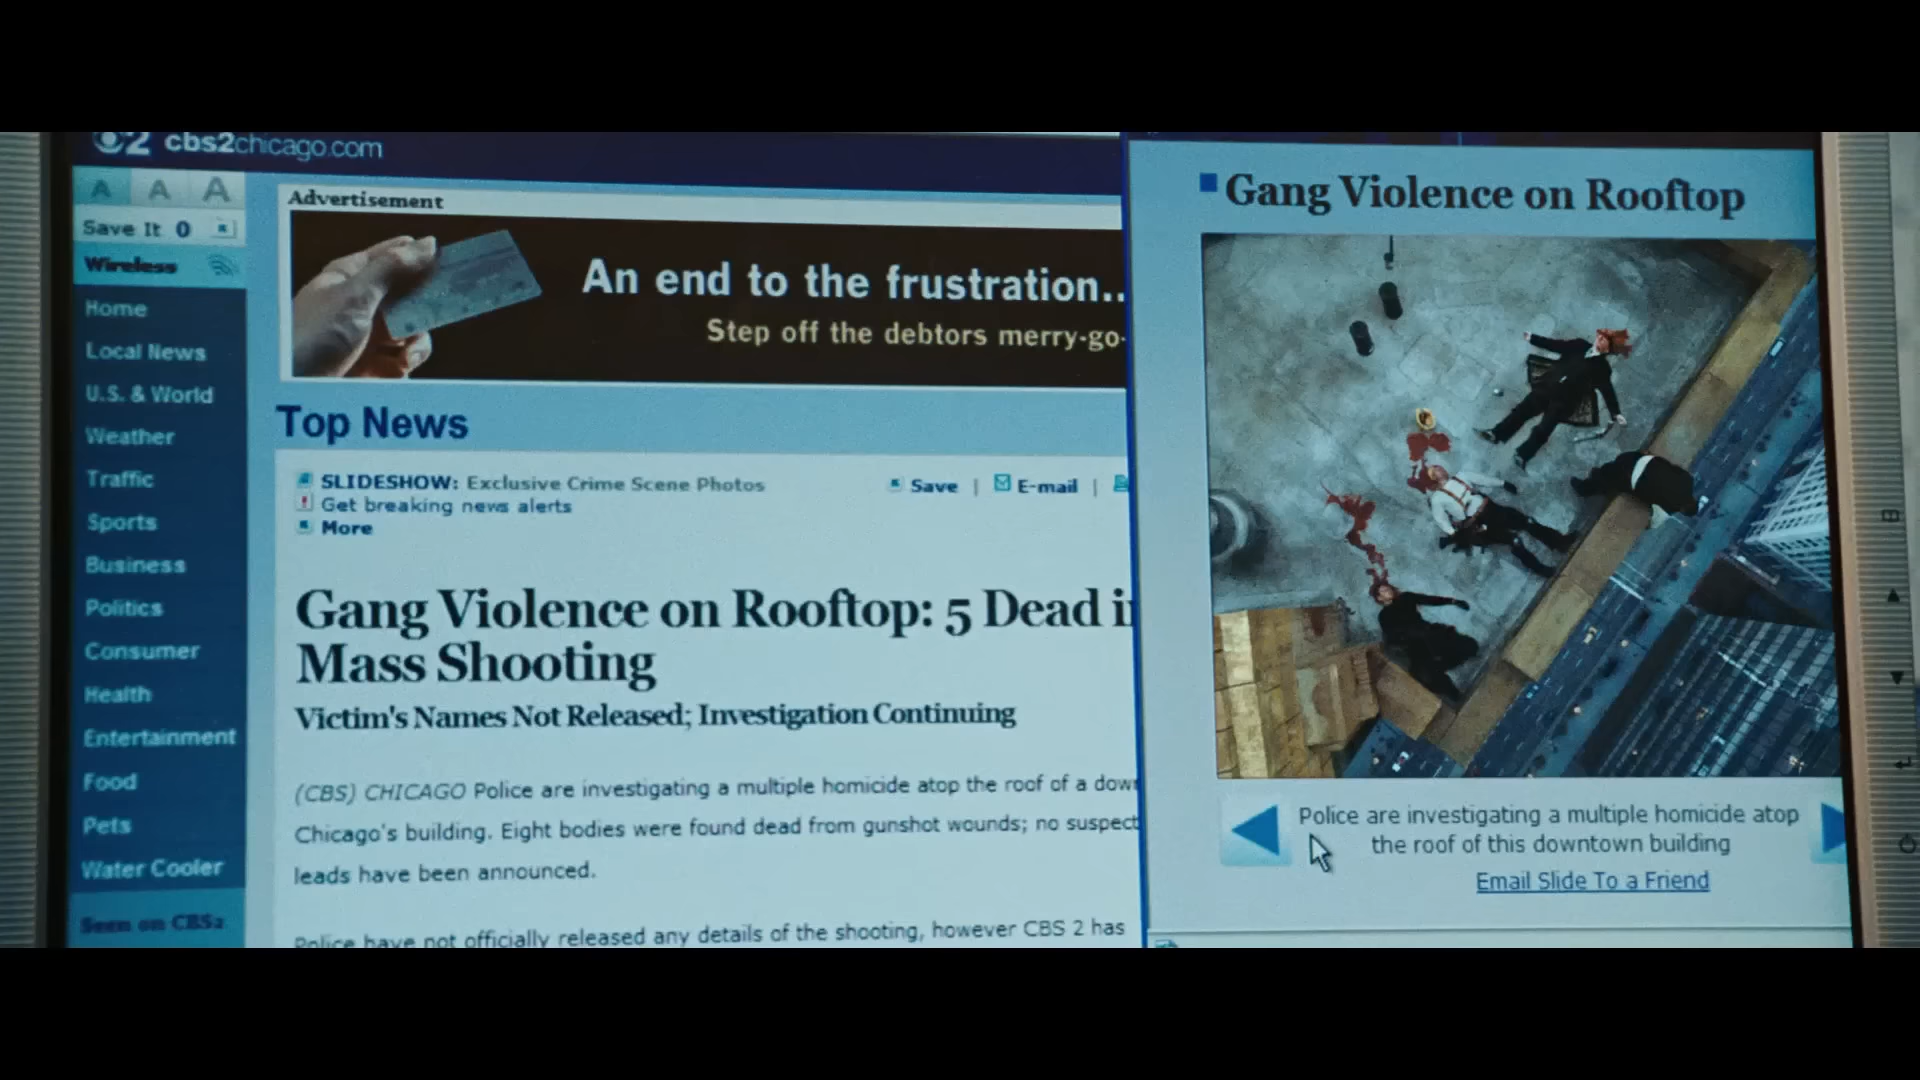 2 cbs2chicago.com
A A A
Save It 0
Wireless
Home
Local News
U.S. & World
Weather
Traffic
Sports
Business
Politics
Consumer
Health
Entertainment
Food
Pets
Water Cooler
Seen on CBS2
Advertisement
An end to the frustration..
Step off the debtors merry-go-
Top News
SLIDESHOW: Exclusive Crime Scene Photos
Save | E-mail |
Get breaking news alerts
More
Gang Violence on Rooftop: 5 Dead i
Mass Shooting
Victim's Names Not Released; Investigation Continuing
(CBS) CHICAGO Police are investigating a multiple homicide atop the roof of a dow
Chicago's building. Eight bodies were found dead from gunshot wounds; no suspect
leads have been announced.
Police have not officially released any details of the shooting, however CBS 2 has
Gang Violence on Rooftop
Police are investigating a multiple homicide atop
the roof of this downtown building
Email Slide To a Friend